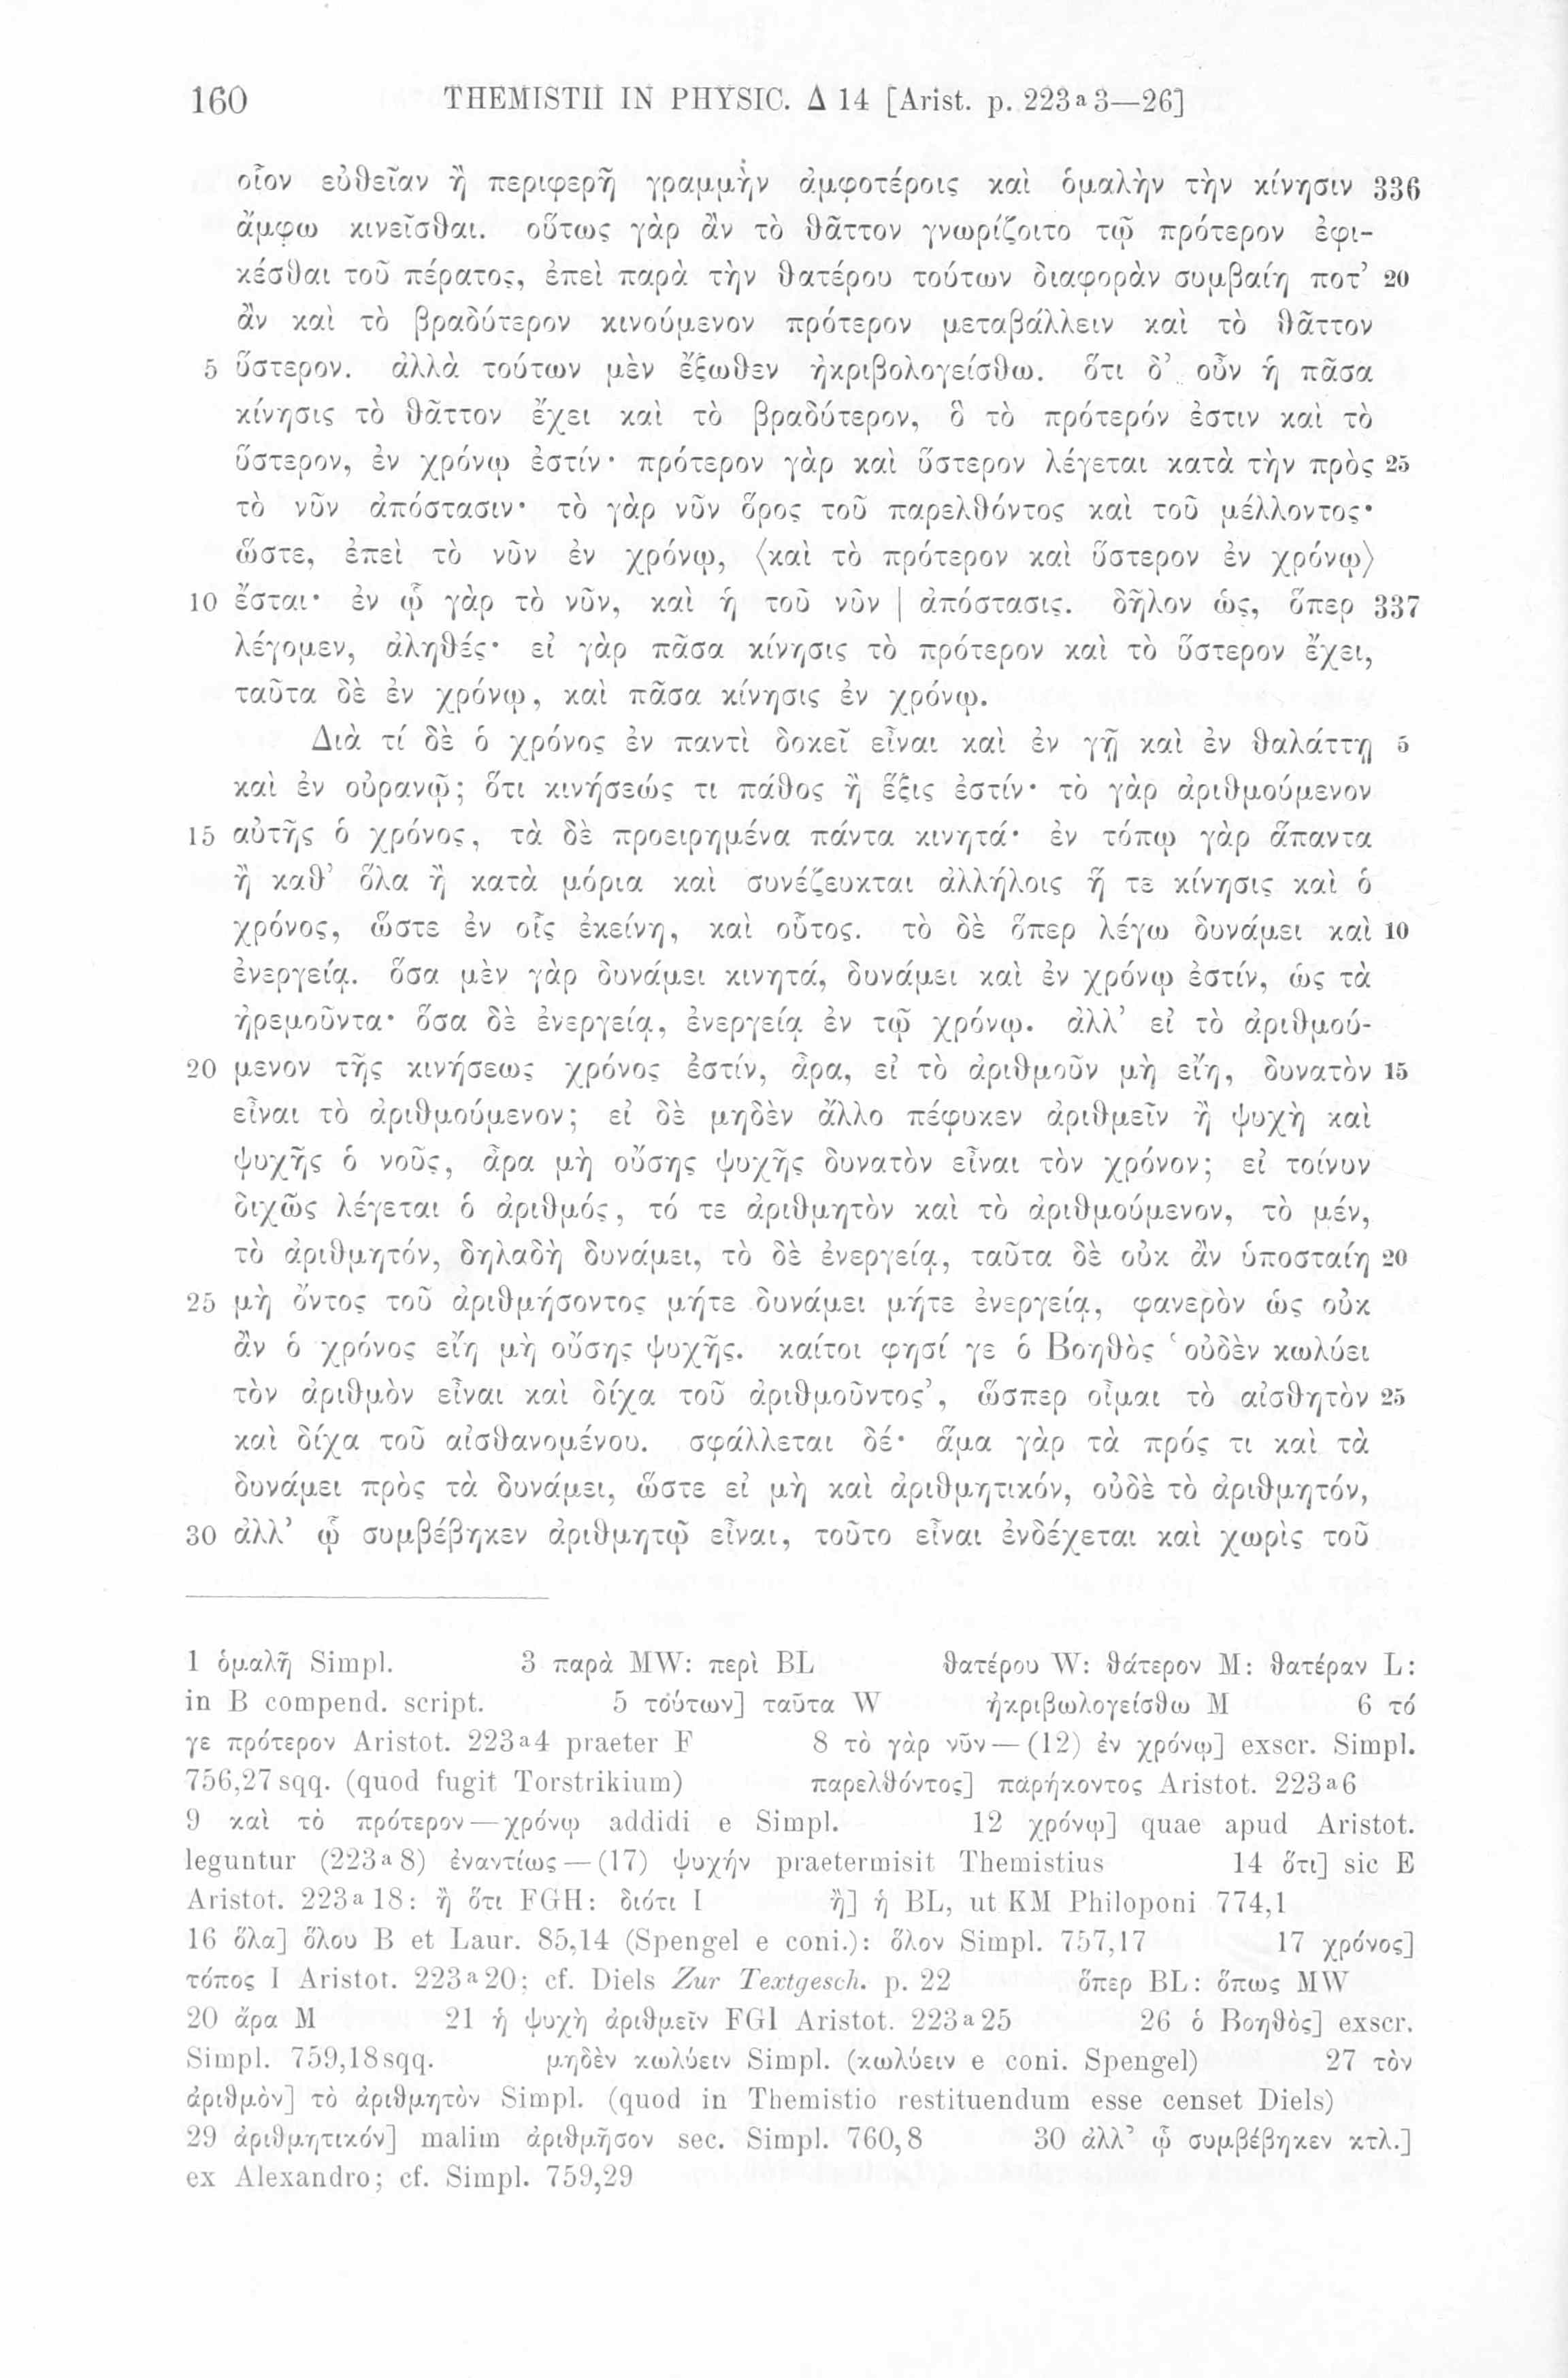 160 THEMISTII IN PHYSIC. Δ 14 [Arist. p. 223ᵃ3—26]
οἷον εὐθεῖαν ἢ περιφερῆ γραμμὴν ἀμφοτέροις καὶ ὁμαλὴν τὴν κίνησιν 336
ἄμφω κινεῖσθαι. οὕτως γὰρ ἂν τὸ θᾶττον γνωρίζοιτο τῷ πρότερον ἐφι-
κέσθαι τοῦ πέρατος, ἐπεὶ παρὰ τὴν θατέρου τούτων διαφορὰν συμβαίη ποτ’ 20
ἂν καὶ τὸ βραδύτερον κινούμενον πρότερον μεταβάλλειν καὶ τὸ θᾶττον
5 ὕστερον. ἀλλὰ τούτων μὲν ἔξωθεν ἠκριβολογείσθω. ὅτι δ’ οὖν ἡ πᾶσα
κίνησις τὸ θᾶττον ἔχει καὶ τὸ βραδύτερον, ὃ τὸ πρότερόν ἐστιν καὶ τὸ
ὕστερον, ἐν χρόνῳ ἐστίν· πρότερον γὰρ καὶ ὕστερον λέγεται κατὰ τὴν πρὸς 25
τὸ νῦν ἀπόστασιν· τὸ γὰρ νῦν ὅρος τοῦ παρελθόντος καὶ τοῦ μέλλοντος·
ὥστε, ἐπεὶ τὸ νῦν ἐν χρόνῳ, ⟨καὶ τὸ πρότερον καὶ ὕστερον ἐν χρόνῳ⟩
10 ἔσται· ἐν ᾧ γὰρ τὸ νῦν, καὶ ἡ τοῦ νῦν | ἀπόστασις. δῆλον ὡς, ὅπερ 337
λέγομεν, ἀληθές· εἰ γὰρ πᾶσα κίνησις τὸ πρότερον καὶ τὸ ὕστερον ἔχει,
ταῦτα δὲ ἐν χρόνῳ, καὶ πᾶσα κίνησις ἐν χρόνῳ.
Διὰ τί δὲ ὁ χρόνος ἐν παντὶ δοκεῖ εἶναι καὶ ἐν γῇ καὶ ἐν θαλάττῃ 5
καὶ ἐν οὐρανῷ; ὅτι κινήσεώς τι πάθος ἢ ἕξις ἐστίν· τὸ γὰρ ἀριθμούμενον
15 αὐτῆς ὁ χρόνος, τὰ δὲ προειρημένα πάντα κινητά· ἐν τόπῳ γὰρ ἅπαντα
ἢ καθ’ ὅλα ἢ κατὰ μόρια καὶ συνέζευκται ἀλλήλοις ἥ τε κίνησις καὶ ὁ
χρόνος, ὥστε ἐν οἷς ἐκείνη, καὶ οὗτος. τὸ δὲ ὅπερ λέγω δυνάμει καὶ 10
ἐνεργείᾳ. ὅσα μὲν γὰρ δυνάμει κινητά, δυνάμει καὶ ἐν χρόνῳ ἐστίν, ὡς τὰ
ἠρεμοῦντα· ὅσα δὲ ἐνεργείᾳ, ἐνεργείᾳ ἐν τῷ χρόνῳ. ἀλλ’ εἰ τὸ ἀριθμού-
20 μενον τῆς κινήσεως χρόνος ἐστίν, ἆρα, εἰ τὸ ἀριθμοῦν μὴ εἴη, δυνατὸν 15
εἶναι τὸ ἀριθμούμενον; εἰ δὲ μηδὲν ἄλλο πέφυκεν ἀριθμεῖν ἢ ψυχὴ καὶ
ψυχῆς ὁ νοῦς, ἆρα μὴ οὔσης ψυχῆς δυνατὸν εἶναι τὸν χρόνον; εἰ τοίνυν
διχῶς λέγεται ὁ ἀριθμός, τό τε ἀριθμητὸν καὶ τὸ ἀριθμούμενον, τὸ μέν,
τὸ ἀριθμητόν, δηλαδὴ δυνάμει, τὸ δὲ ἐνεργείᾳ, ταῦτα δὲ οὐκ ἂν ὑποσταίη 20
25 μὴ ὄντος τοῦ ἀριθμήσοντος μήτε δυνάμει μήτε ἐνεργείᾳ, φανερὸν ὡς οὐκ
ἂν ὁ χρόνος εἴη μὴ οὔσης ψυχῆς. καίτοι φησί γε ὁ Βοηθὸς ‘οὐδὲν κωλύει
τὸν ἀριθμὸν εἶναι καὶ δίχα τοῦ ἀριθμοῦντος’, ὥσπερ οἶμαι τὸ αἰσθητὸν 25
καὶ δίχα τοῦ αἰσθανομένου. σφάλλεται δέ· ἅμα γὰρ τὰ πρός τι καὶ τὰ
δυνάμει πρὸς τὰ δυνάμει, ὥστε εἰ μὴ καὶ ἀριθμητικόν, οὐδὲ τὸ ἀριθμητόν,
30 ἀλλ’ ᾧ συμβέβηκεν ἀριθμητῷ εἶναι, τοῦτο εἶναι ἐνδέχεται καὶ χωρὶς τοῦ
1 ὁμαλῆ Simpl. 3 παρὰ MW: περὶ BL θατέρου W: θάτερον M: θατέραν L:
in B compend. script. 5 τούτων] ταῦτα W ἠκριβωλογείσθω M 6 τό
γε πρότερον Aristot. 223ᵃ4 praeter F 8 τὸ γὰρ νῦν—(12) ἐν χρόνῳ] exscr. Simpl.
756,27 sqq. (quod fugit Torstrikium) παρελθόντος] παρήκοντος Aristot. 223ᵃ6
9 καὶ τὸ πρότερον—χρόνῳ addidi e Simpl. 12 χρόνῳ] quae apud Aristot.
leguntur (223ᵃ8) ἐναντίως—(17) ψυχήν praetermisit Themistius 14 ὅτι] sic E
Aristot. 223ᵃ18: ἢ ὅτι FGH: διότι I ἢ] ἡ BL, ut KM Philoponi 774,1
16 ὅλα] ὅλου B et Laur. 85,14 (Spengel e coni.): ὅλον Simpl. 757,17 17 χρόνος]
τόπος I Aristot. 223ᵃ20; cf. Diels Zur Textgesch. p. 22 ὅπερ BL: ὅπως MW
20 ἄρα M 21 ἡ ψυχὴ ἀριθμεῖν FGI Aristot. 223ᵃ25 26 ὁ Βοηθὸς] exscr.
Simpl. 759,18 sqq. μηδὲν κωλύειν Simpl. (κωλύειν e coni. Spengel) 27 τὸν
ἀριθμὸν] τὸ ἀριθμητὸν Simpl. (quod in Themistio restituendum esse censet Diels)
29 ἀριθμητικόν] malim ἀριθμῆσον sec. Simpl. 760,8 30 ἀλλ’ ᾧ συμβέβηκεν κτλ.]
ex Alexandro; cf. Simpl. 759,29